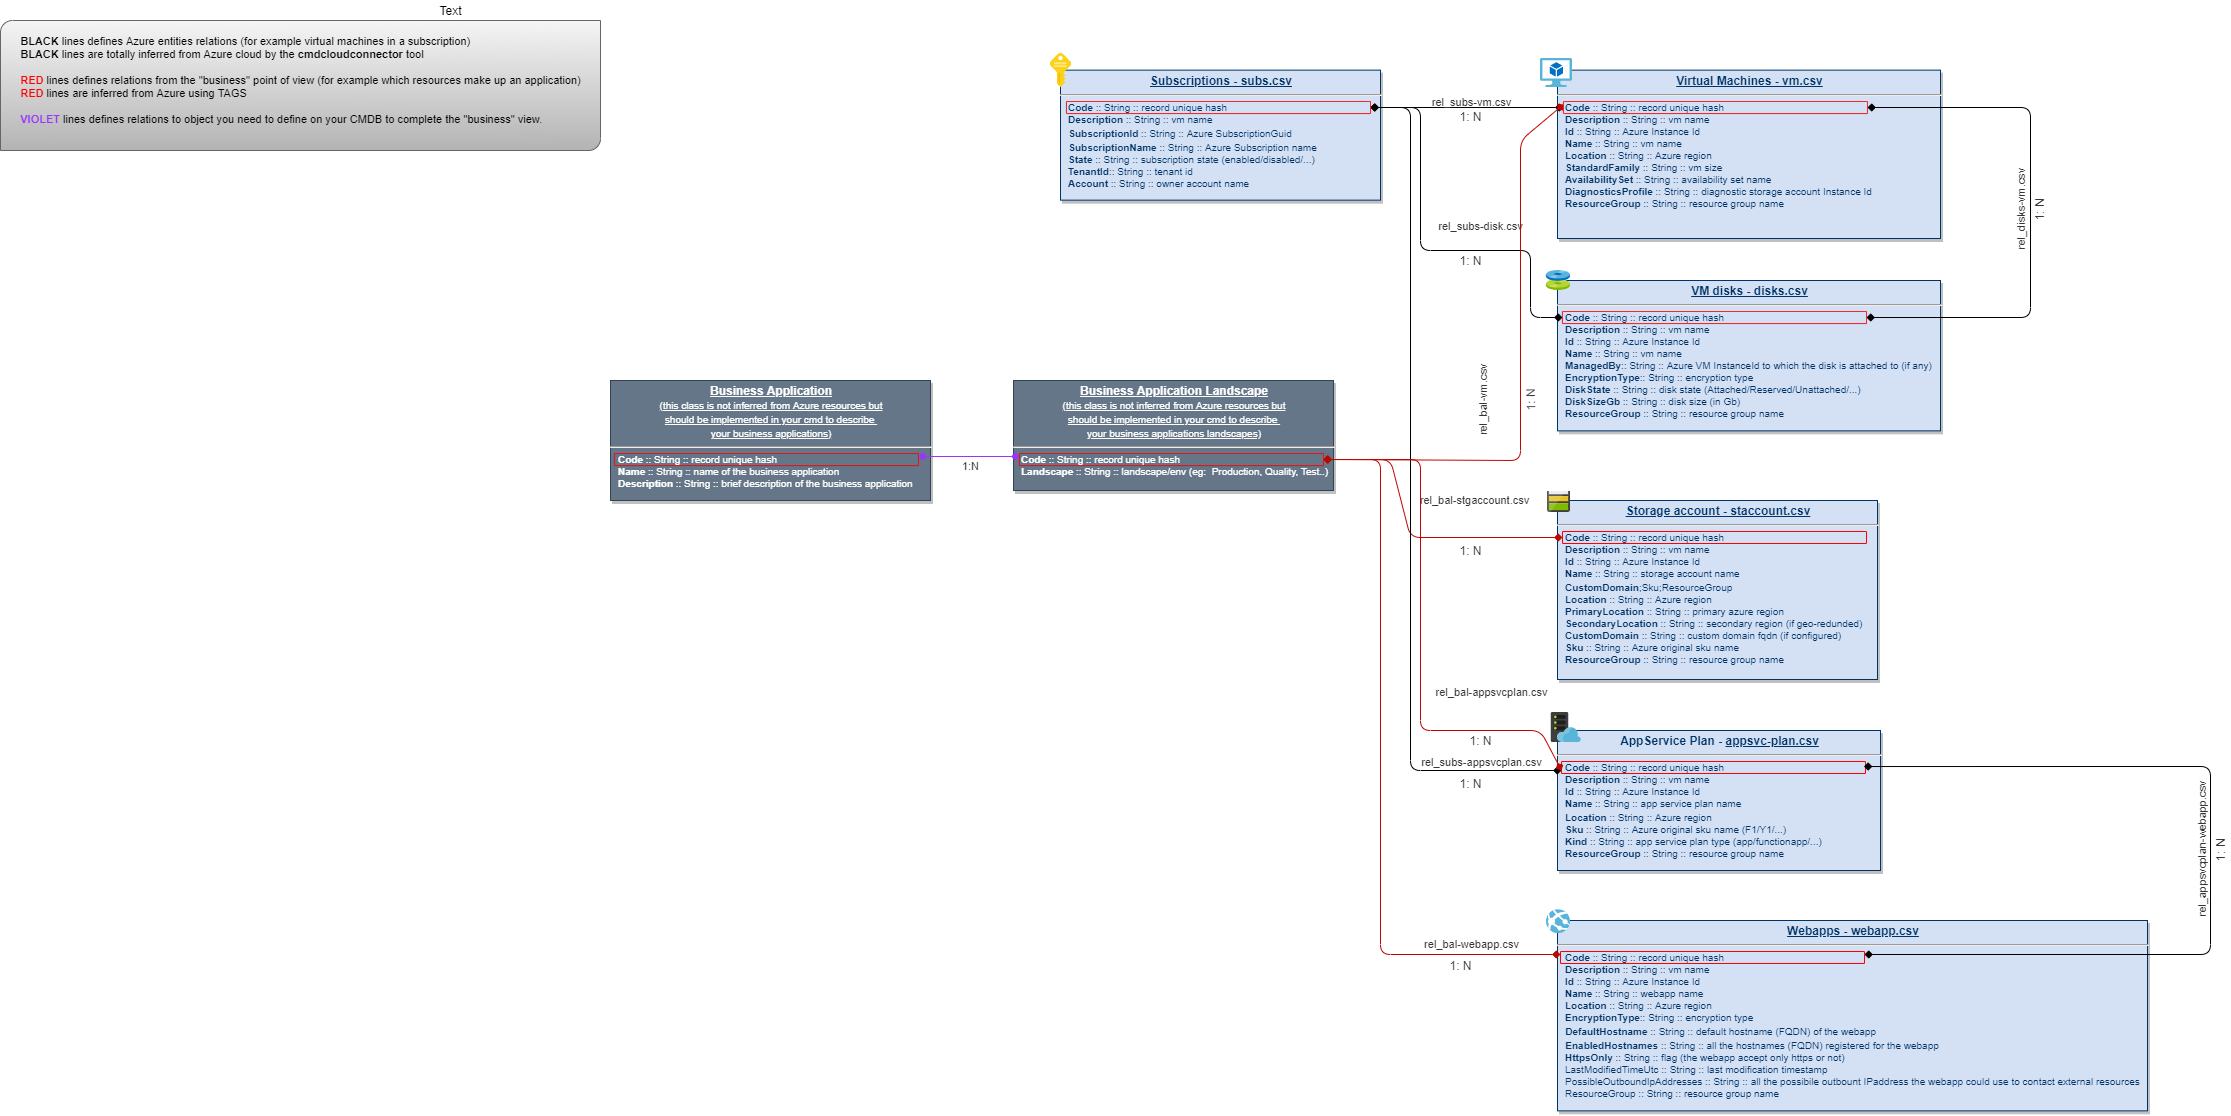 Text
BLACK lines defines Azure entities relations (for example virtual machines in a subscription)
BLACK lines are totally inferred from Azure cloud by the cmdcloudconnector tool
RED lines defines relations from the "business" point of view (for example which resources make up an application)
RED lines are inferred from Azure using TAGS
VIOLET lines defines relations to object you need to define on your CMDB to complete the "business" view.
Subscriptions - subs.csv
Code :: String :: record unique hash
Description :: String :: vm name
SubscriptionId :: String :: Azure SubscriptionGuid
SubscriptionName :: String :: Azure Subscription name
State :: String :: subscription state (enabled/disabled/...)
TenantId:: String :: tenant id
Account :: String :: owner account name
rel_subs-vm.csv
1: N
Virtual Machines - vm.csv
Code :: String :: record unique hash
Description :: String :: vm name
Id :: String :: Azure Instance Id
Name :: String :: vm name
Location :: String :: Azure region
StandardFamily :: String :: vm size
AvailabilitySet :: String :: availability set name
DiagnosticsProfile :: String :: diagnostic storage account Instance Id
ResourceGroup :: String :: resource group name
rel_disks-vm.csv
1: N
rel_subs-disk.csv
1: N
VM disks - disks.csv
Code :: String :: record unique hash
Description :: String :: vm name
Id :: String :: Azure Instance Id
Name :: String :: vm name
ManagedBy:: String :: Azure VM InstanceId to which the disk is attached to (if any)
EncryptionType:: String :: encryption type
DiskState :: String :: disk state (Attached/Reserved/Unattached/...)
DiskSizeGb :: String :: disk size (in Gb)
ResourceGroup :: String :: resource group name
rel_bal-vm.csv
1: N
Business Application
(this class is not inferred from Azure resources but
should be implemented in your cmd to describe
your business applications)
Code :: String :: record unique hash
Name :: String :: name of the business application
Description :: String :: brief description of the business application
1:N
Business Application Landscape
(this class is not inferred from Azure resources but
should be implemented in your cmd to describe
your business applications landscapes)
Code :: String :: record unique hash
Landscape :: String :: landscape/env (eg: Production, Quality, Test..)
rel_bal-stgaccount.csv
1: N
Storage account - staccount.csv
Code :: String :: record unique hash
Description :: String :: vm name
Id :: String :: Azure Instance Id
Name :: String :: storage account name
CustomDomain;Sku;ResourceGroup
Location :: String :: Azure region
PrimaryLocation :: String :: primary azure region
SecondaryLocation :: String :: secondary region (if geo-redunded)
CustomDomain :: String :: custom domain fqdn (if configured)
Sku :: String :: Azure original sku name
ResourceGroup :: String :: resource group name
rel_bal-appsvcplan.csv
1: N
rel_subs-appsvcplan.csv
1: N
AppService Plan - appsvc-plan.csv
Code :: String :: record unique hash
Description :: String :: vm name
Id :: String :: Azure Instance Id
Name :: String :: app service plan name
Location :: String :: Azure region
Sku :: String :: Azure original sku name (F1/Y1/...)
Kind :: String :: app service plan type (app/functionapp/...)
ResourceGroup :: String :: resource group name
rel_appsvcplan-webapp.csv
1: N
rel_bal-webapp.csv
1: N
Webapps - webapp.csv
Code :: String :: record unique hash
Description :: String :: vm name
Id :: String :: Azure Instance Id
Name :: String :: webapp name
Location :: String :: Azure region
EncryptionType:: String :: encryption type
DefaultHostname :: String :: default hostname (FQDN) of the webapp
EnabledHostnames :: String :: all the hostnames (FQDN) registered for the webapp
HttpsOnly :: String :: flag (the webapp accept only https or not)
LastModifiedTimeUtc :: String :: last modification timestamp
PossibleOutboundIpAddresses :: String :: all the possibile outbount IPaddress the webapp could use to contact external resources
ResourceGroup :: String :: resource group name